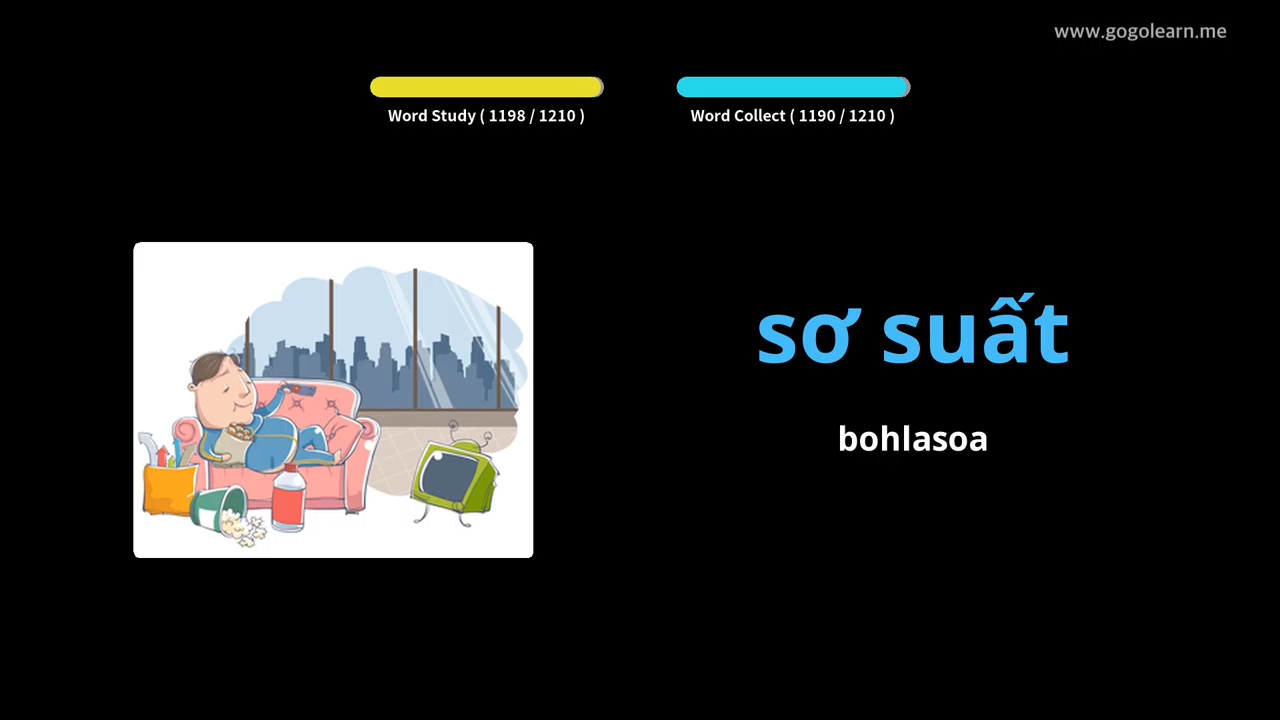 www.gogolearn.me
Word Study ( 1198 / 1210 )
Word Collect ( 1190 / 1210 )
sơ suất
bohlasoa